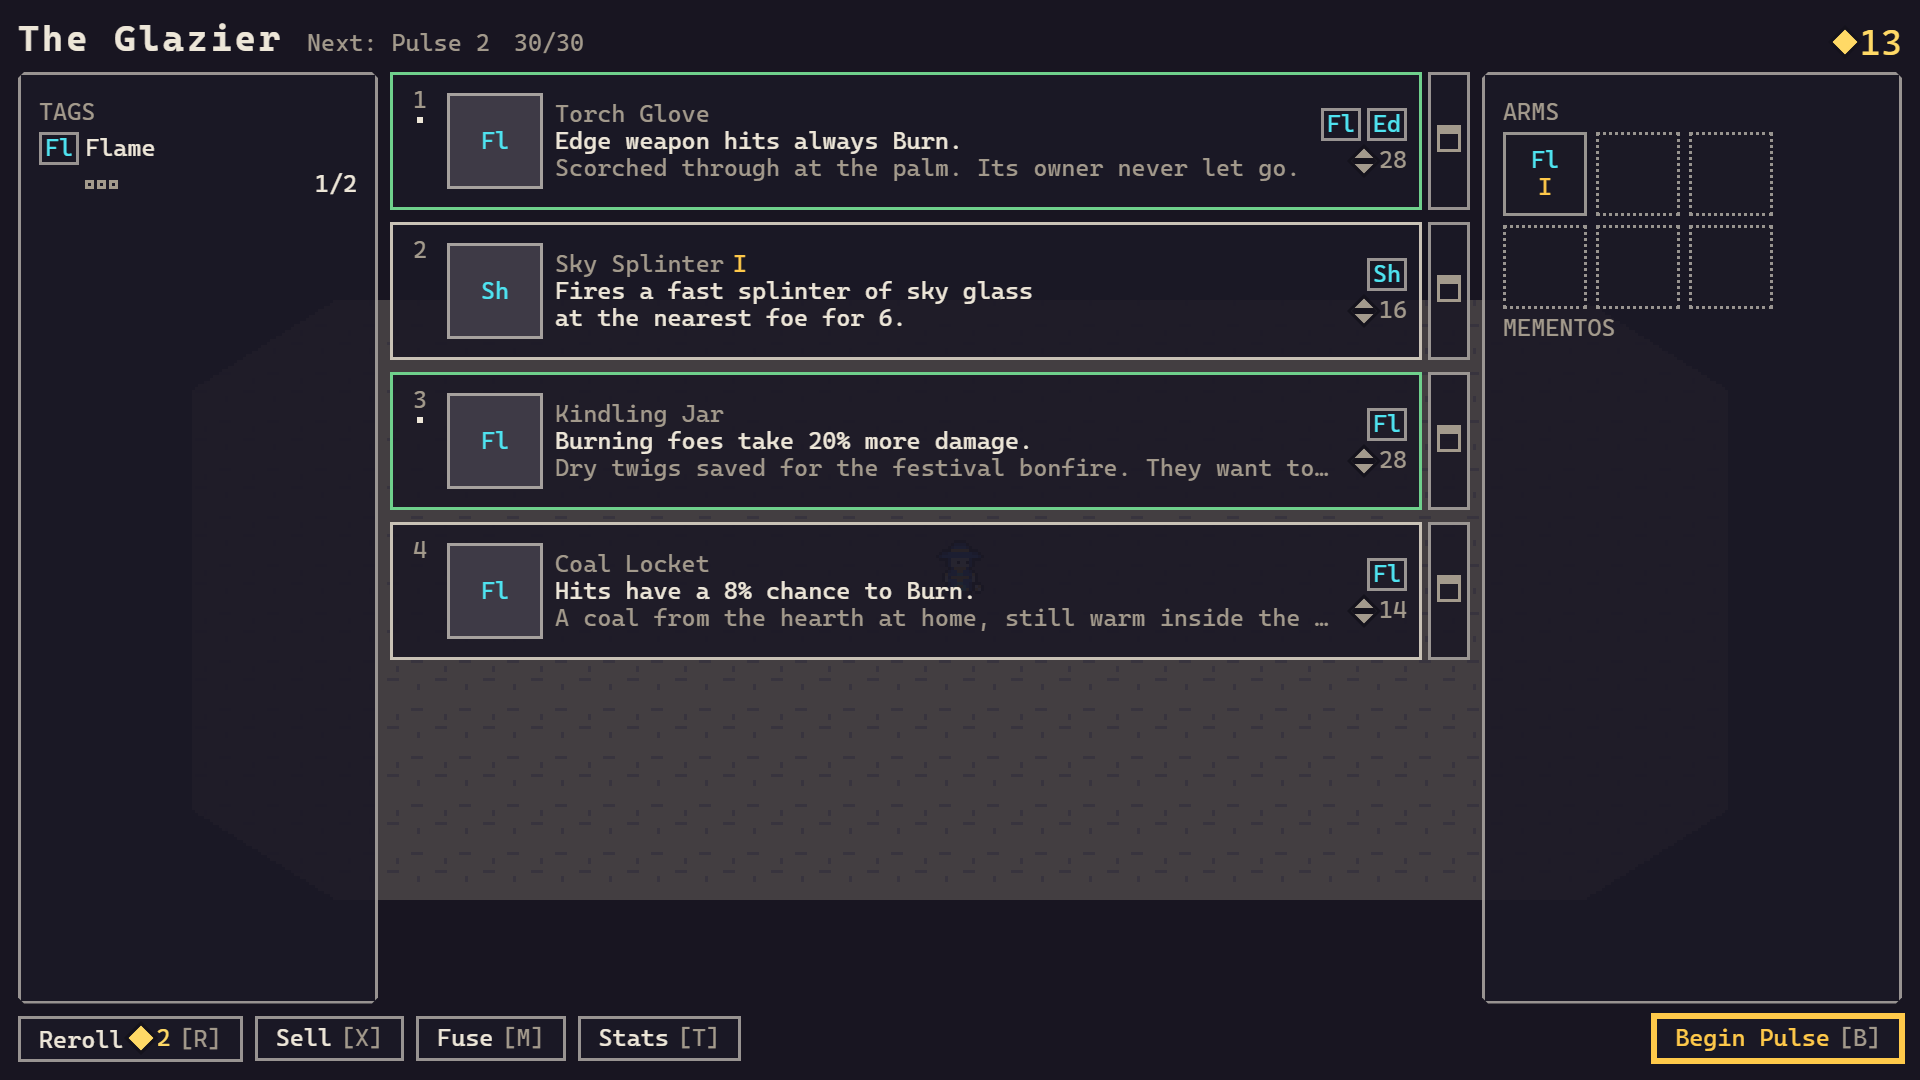 The Glazier
Next: Pulse 2 30/30
13
TAGS
Fl Flame
1/2
1
Fl
Torch Glove
Edge weapon hits always Burn.
Scorched through at the palm. Its owner never let go.
Fl Ed
28
2
Sh
Sky Splinter I
Fires a fast splinter of sky glass
at the nearest foe for 6.
Sh
16
3
Fl
Kindling Jar
Burning foes take 20% more damage.
Dry twigs saved for the festival bonfire. They want to…
Fl
28
4
Fl
Coal Locket
Hits have a 8% chance to Burn.
A coal from the hearth at home, still warm inside the …
Fl
14
ARMS
Fl
I
MEMENTOS
Reroll 2 [R]
Sell [X]
Fuse [M]
Stats [T]
Begin Pulse [B]